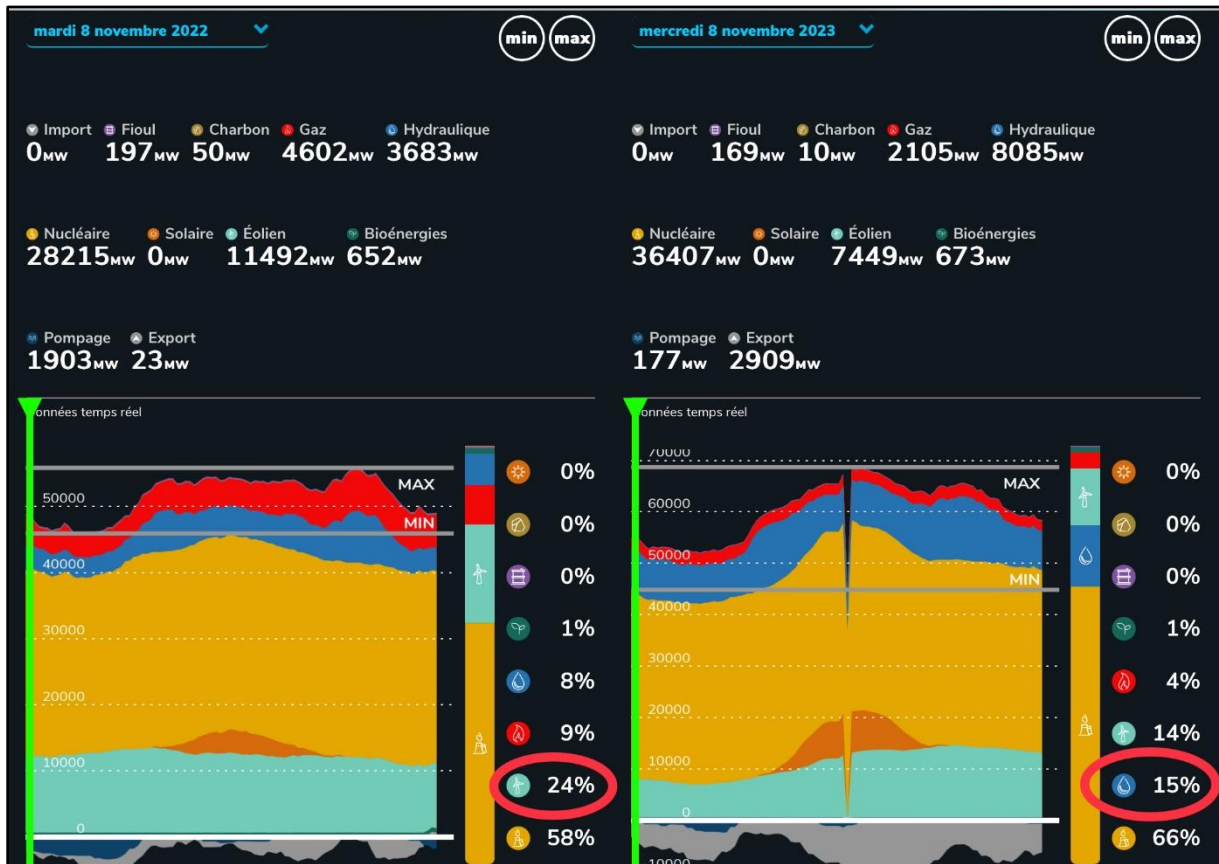 mardi 8 novembre 2022
min max
Import Fioul Charbon Gaz Hydraulique
0MW 197MW 50MW 4602MW 3683MW
Nucléaire Solaire Éolien Bioénergies
28215MW 0MW 11492MW 652MW
Pompage Export
1903MW 23MW
onnées temps réel
MAX
50000
MIN
40000
30000
20000
10000
0
0%
0%
0%
1%
8%
9%
24%
58%
mercredi 8 novembre 2023
min max
Import Fioul Charbon Gaz Hydraulique
0MW 169MW 10MW 2105MW 8085MW
Nucléaire Solaire Éolien Bioénergies
36407MW 0MW 7449MW 673MW
Pompage Export
177MW 2909MW
onnées temps réel
70000
MAX
60000
50000
MIN
40000
30000
20000
10000
0
10000
0%
0%
0%
1%
4%
14%
15%
66%